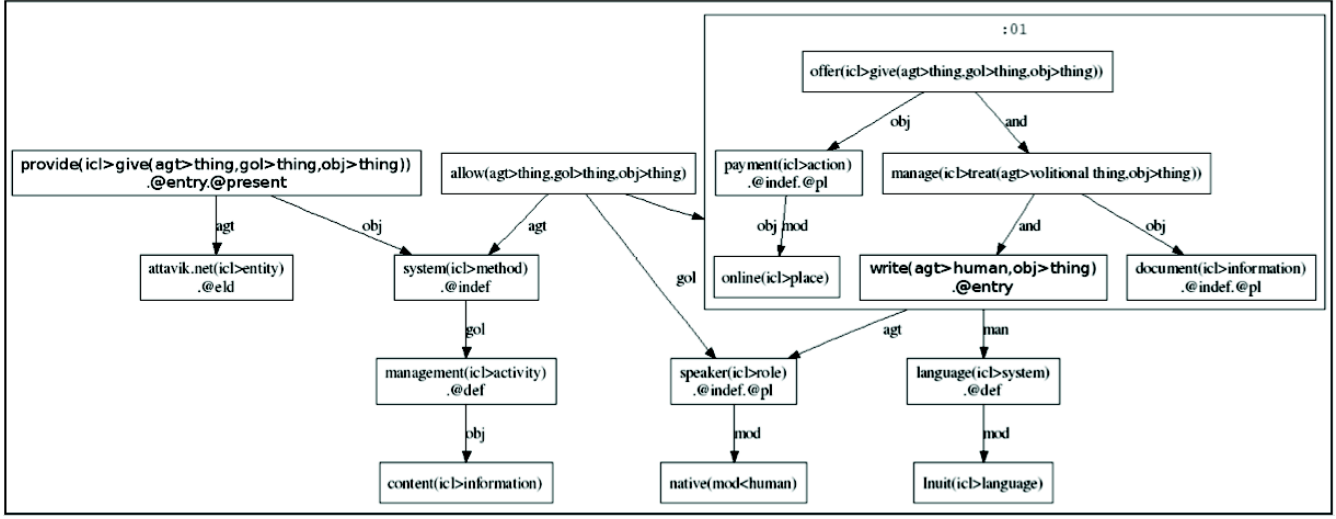 :01
offer(icl>give(agt>thing,gol>thing,obj>thing))
obj
and
provide(icl>give(agt>thing,gol>thing,obj>thing))
.@entry.@present
allow(agt>thing,gol>thing,obj>thing)
payment(icl>action)
.@indef.@pl
manage(icl>treat(agt>volitional thing,obj>thing))
agt
obj
agt
gol
obj
mod
and
obj
attavik.net(icl>entity)
.@eld
system(icl>method)
.@indef
online(icl>place)
write(agt>human,obj>thing)
.@entry
document(icl>information)
.@indef.@pl
gol
agt
man
management(icl>activity)
.@def
speaker(icl>role)
.@indef.@pl
language(icl>system)
.@def
obj
mod
mod
content(icl>information)
native(mod<human)
Inuit(icl>language)